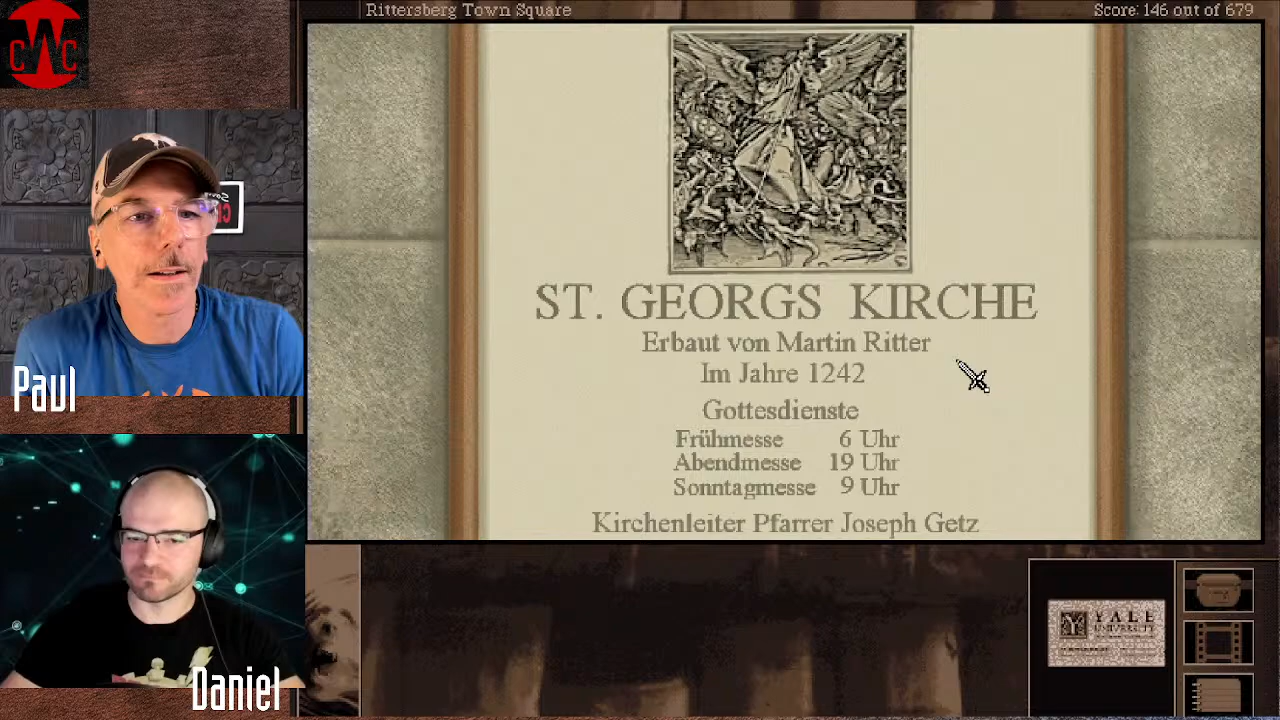 Rittersberg Town Square
Score: 146 out of 679
CWC
ST. GEORGS KIRCHE
Erbaut von Martin Ritter
Im Jahre 1242
Gottesdienste
Frühmesse 6 Uhr
Abendmesse 19 Uhr
Sonntagmesse 9 Uhr
Kirchenleiter Pfarrer Joseph Getz
Paul
Daniel
YALE
UNIVERSITY